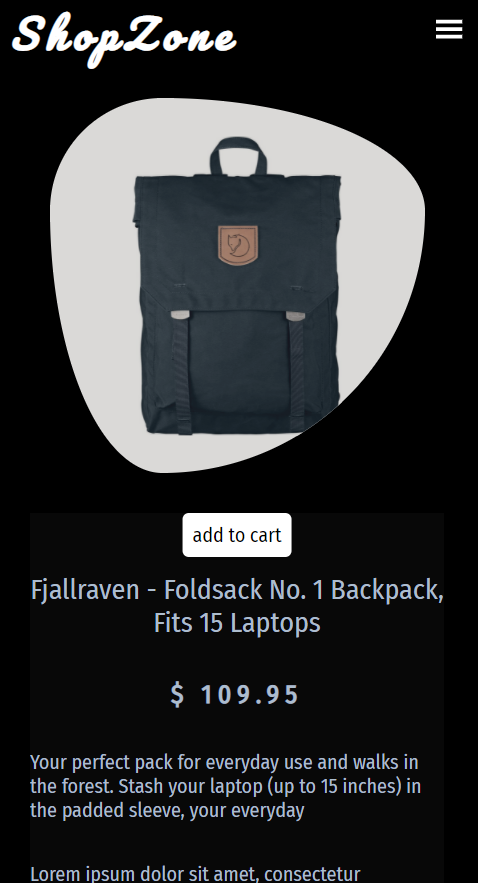 ShopZone
add to cart
Fjallraven - Foldsack No. 1 Backpack,
Fits 15 Laptops
$ 109.95
Your perfect pack for everyday use and walks in
the forest. Stash your laptop (up to 15 inches) in
the padded sleeve, your everyday
Lorem ipsum dolor sit amet, consectetur